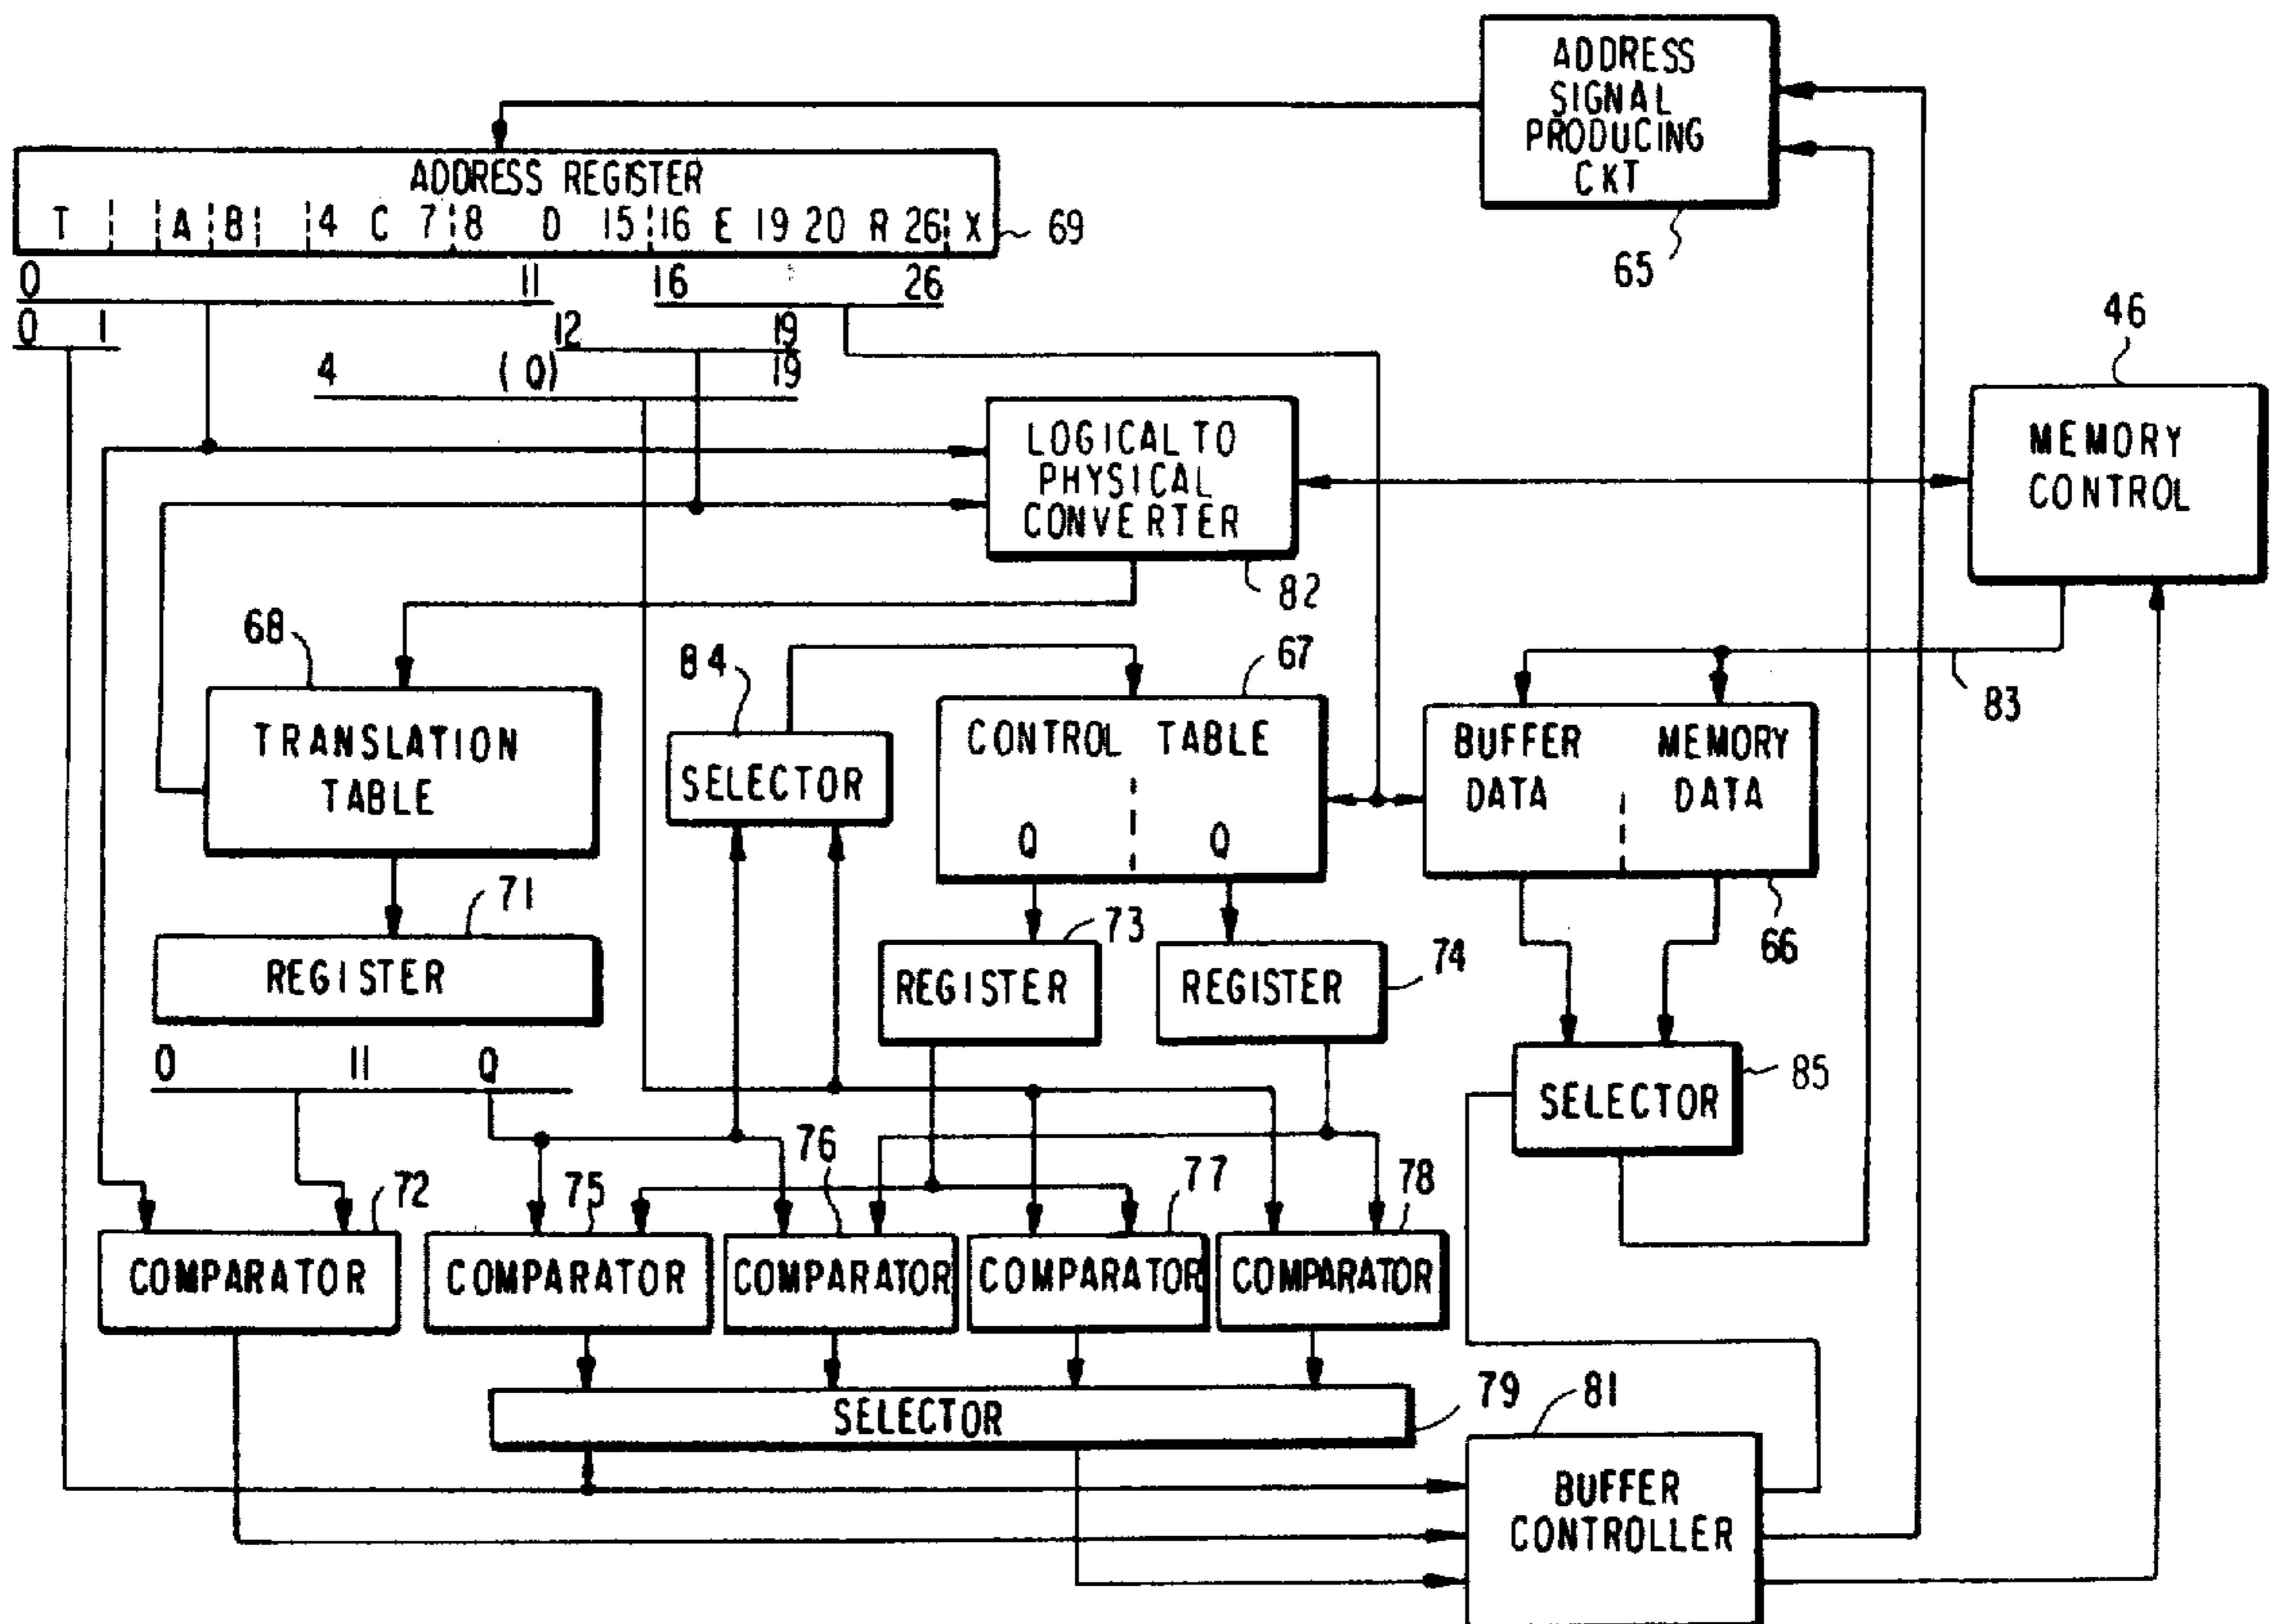 ADDRESS
SIGNAL
PRODUCING
CKT
65
ADDRESS REGISTER
T A B 4 C 7 8 D 15 16 E 19 20 R 26 X
69
0 11 16 26
0 1 12 19
4 (Q) 19
46
MEMORY
CONTROL
LOGICAL TO
PHYSICAL
CONVERTER
82
68
84
67
83
TRANSLATION
TABLE
SELECTOR
CONTROL TABLE
Q Q
BUFFER MEMORY
DATA DATA
66
71
REGISTER
73
REGISTER
74
REGISTER
0 11 Q
SELECTOR
85
72
75
76
77
78
COMPARATOR
COMPARATOR
COMPARATOR
COMPARATOR
COMPARATOR
79
SELECTOR
81
BUFFER
CONTROLLER